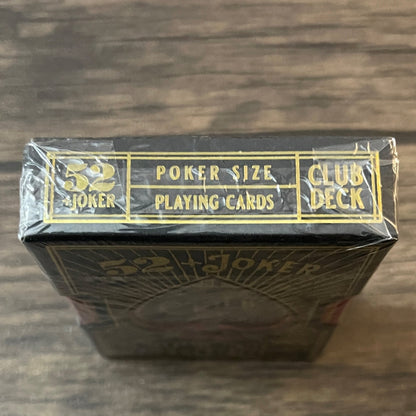 52
+JOKER
POKER SIZE
PLAYING CARDS
CLUB
DECK
52 + JOKER